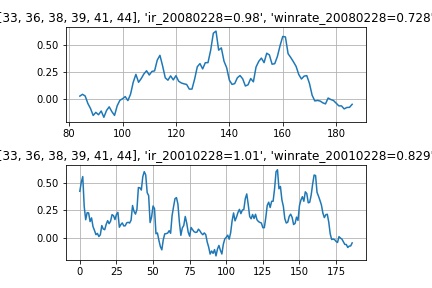 [33, 36, 38, 39, 41, 44], 'ir_20080228=0.98', 'winrate_20080228=0.728'
0.50
0.25
0.00
80 100 120 140 160 180
[33, 36, 38, 39, 41, 44], 'ir_20010228=1.01', 'winrate_20010228=0.829'
0.50
0.25
0.00
0 25 50 75 100 125 150 175